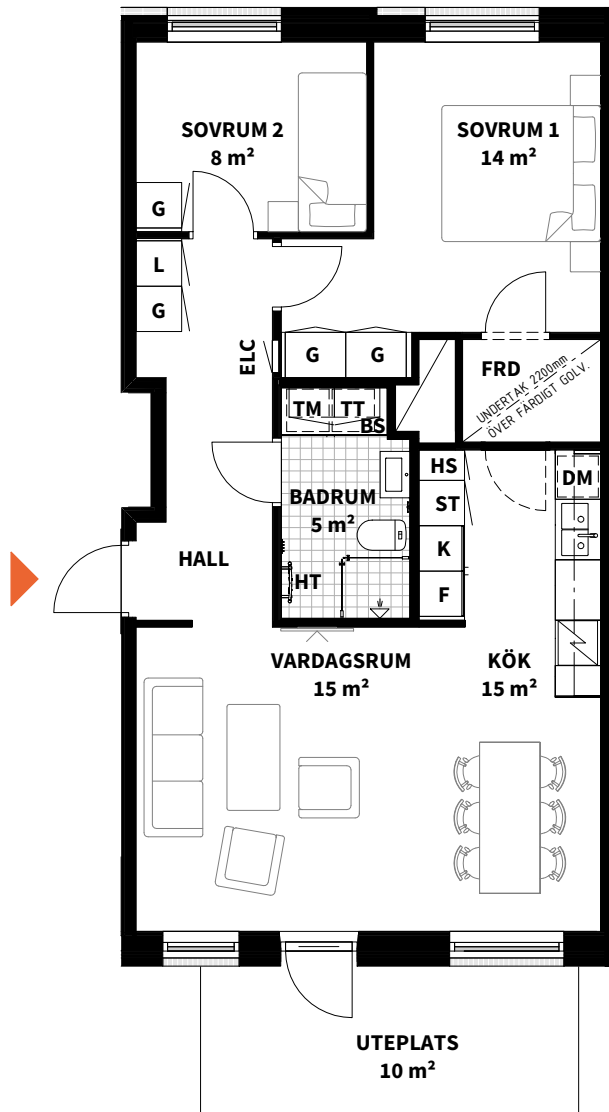 SOVRUM 2
8 m²
SOVRUM 1
14 m²
G
L
G
ELC
G
G
FRD
UNDERTAK 2200mm
ÖVER FÄRDIGT GOLV.
TM
TT
BS
HS
DM
ST
BADRUM
5 m²
K
HALL
HT
F
VARDAGSRUM
15 m²
KÖK
15 m²
UTEPLATS
10 m²